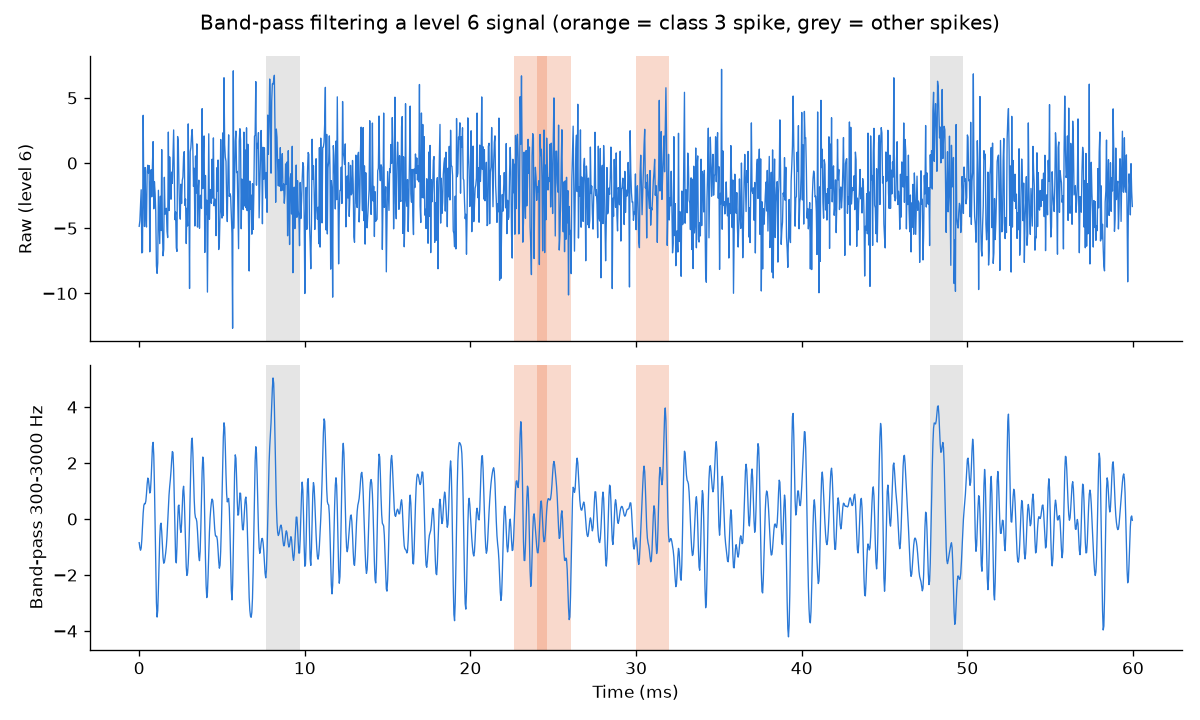 Band-pass filtering a level 6 signal (orange = class 3 spike, grey = other spikes)
Raw (level 6)
5
0
−5
−10
Band-pass 300-3000 Hz
4
2
0
−2
−4
0 10 20 30 40 50 60
Time (ms)